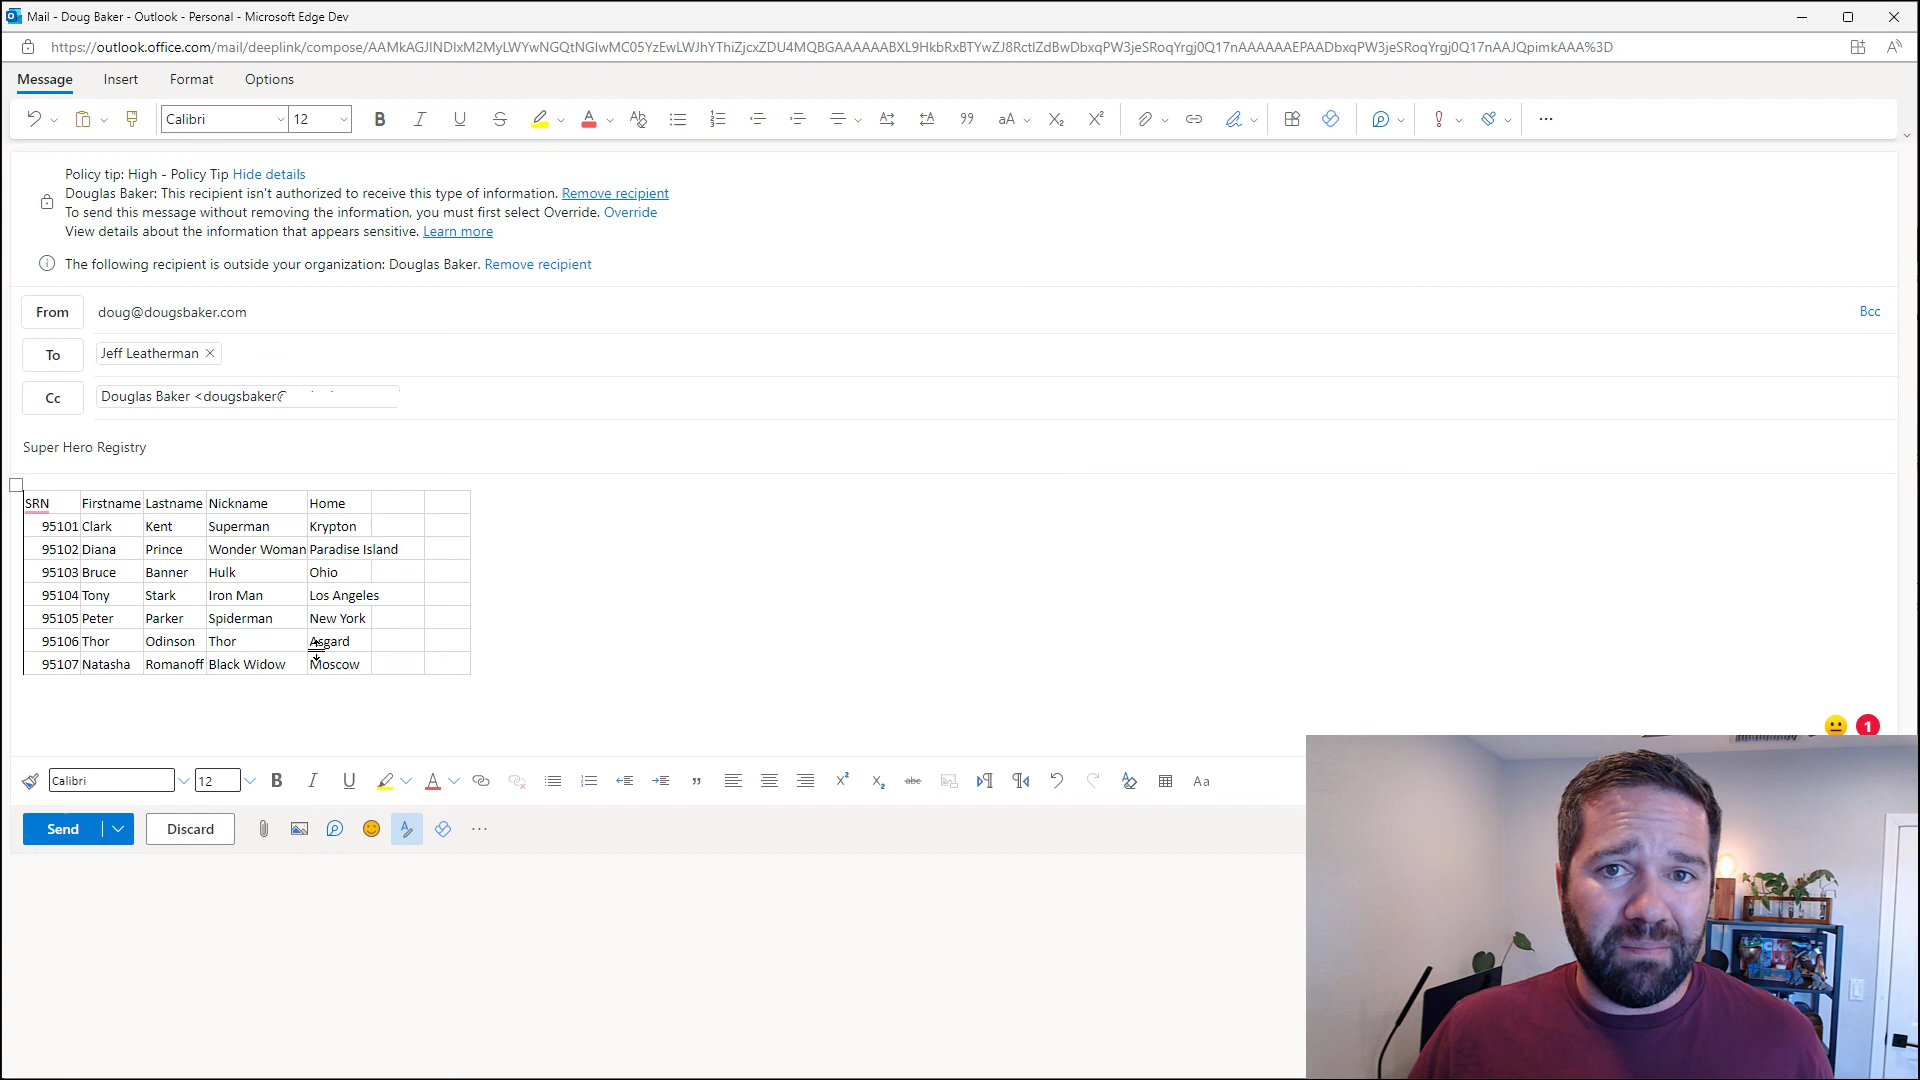 Mail - Doug Baker - Outlook - Personal - Microsoft Edge Dev
https://outlook.office.com/mail/deeplink/compose/
Message Insert Format Options
Calibri 12
Policy tip: High - Policy Tip Hide details
Douglas Baker: This recipient isn't authorized to receive this type of information. Remove recipient
To send this message without removing the information, you must first select Override. Override
View details about the information that appears sensitive. Learn more
The following recipient is outside your organization: Douglas Baker. Remove recipient
From doug@dougsbaker.com Bcc
To Jeff Leatherman
Cc Douglas Baker <dougsbaker@
Super Hero Registry
SRN Firstname Lastname Nickname Home
95101 Clark Kent Superman Krypton
95102 Diana Prince Wonder Woman Paradise Island
95103 Bruce Banner Hulk Ohio
95104 Tony Stark Iron Man Los Angeles
95105 Peter Parker Spiderman New York
95106 Thor Odinson Thor Asgard
95107 Natasha Romanoff Black Widow Moscow
1
Calibri 12
Send Discard